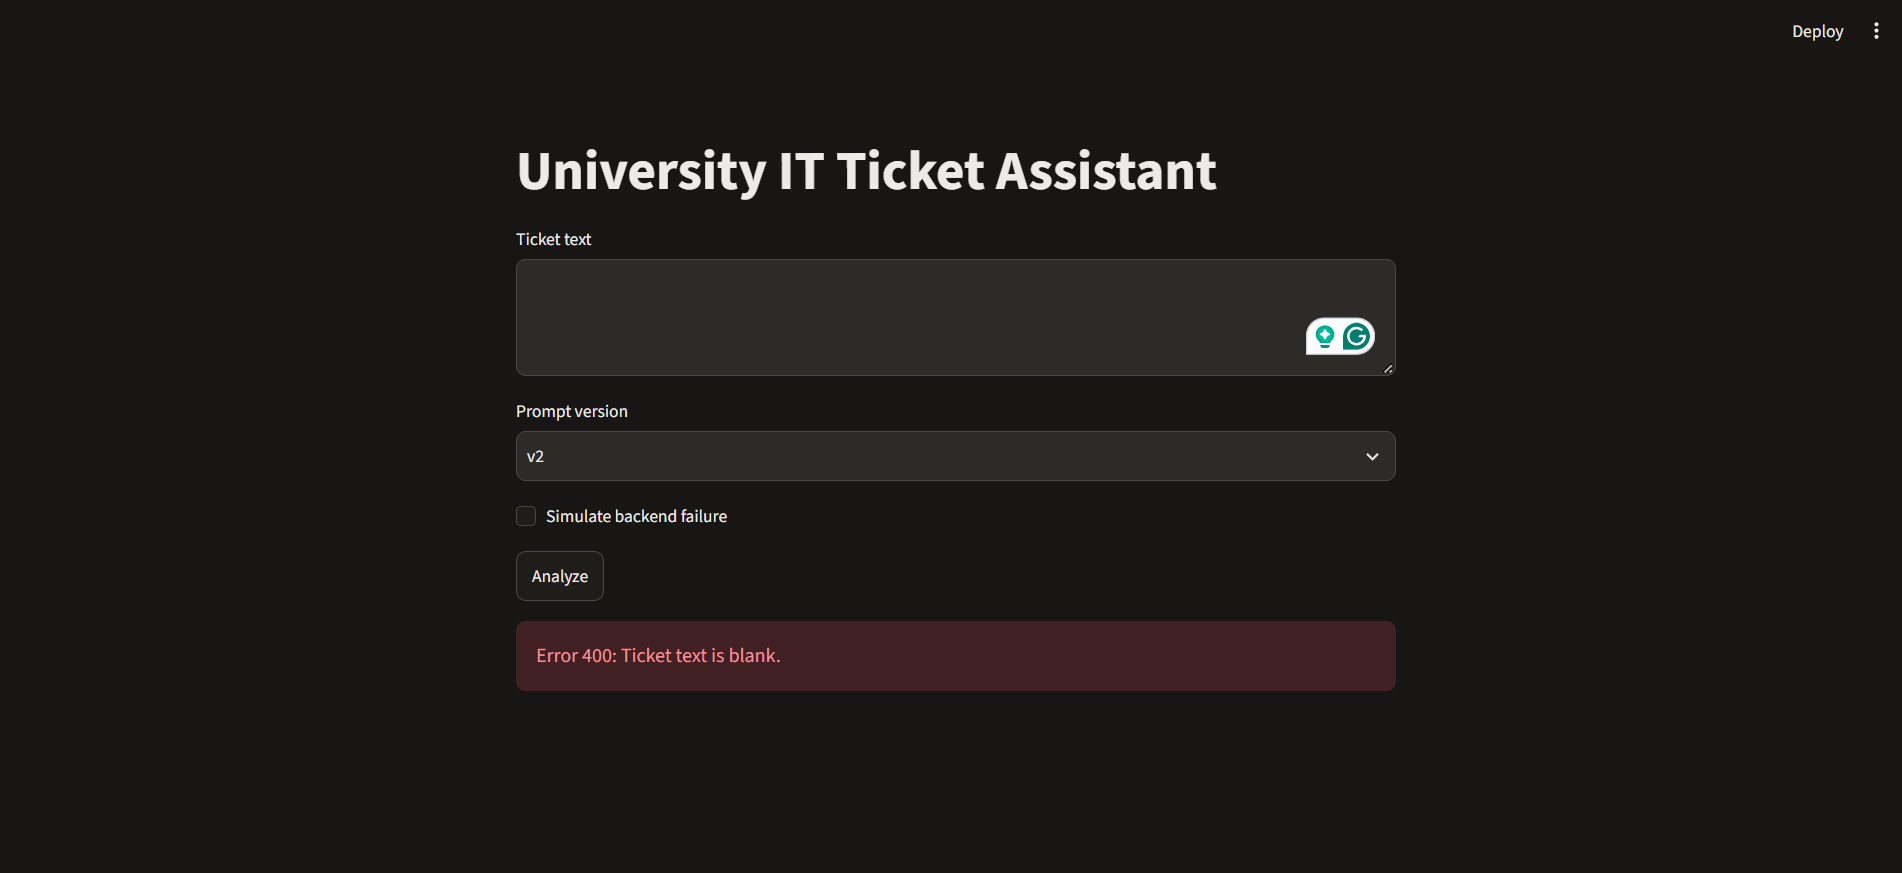 Deploy
University IT Ticket Assistant
Ticket text
Prompt version
v2
Simulate backend failure
Analyze
Error 400: Ticket text is blank.